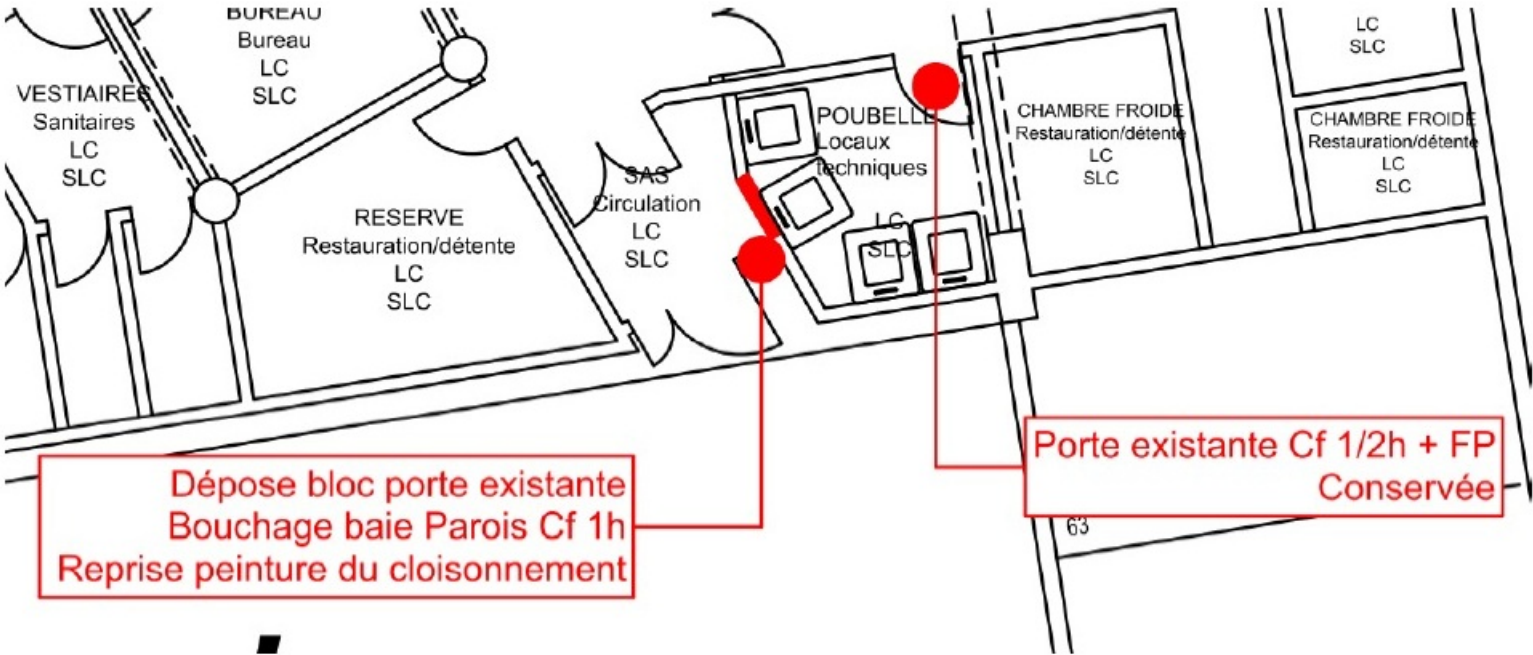 BUREAU
Bureau
LC
SLC
VESTIAIRES
Sanitaires
LC
SLC
RESERVE
Restauration/détente
LC
SLC
SAS
Circulation
LC
SLC
POUBELLE
Locaux
techniques
LC
SLC
CHAMBRE FROIDE
Restauration/détente
LC
SLC
LC
SLC
CHAMBRE FROIDE
Restauration/détente
LC
SLC
Dépose bloc porte existante
Bouchage baie Parois Cf 1h
Reprise peinture du cloisonnement
Porte existante Cf 1/2h + FP
Conservée
63